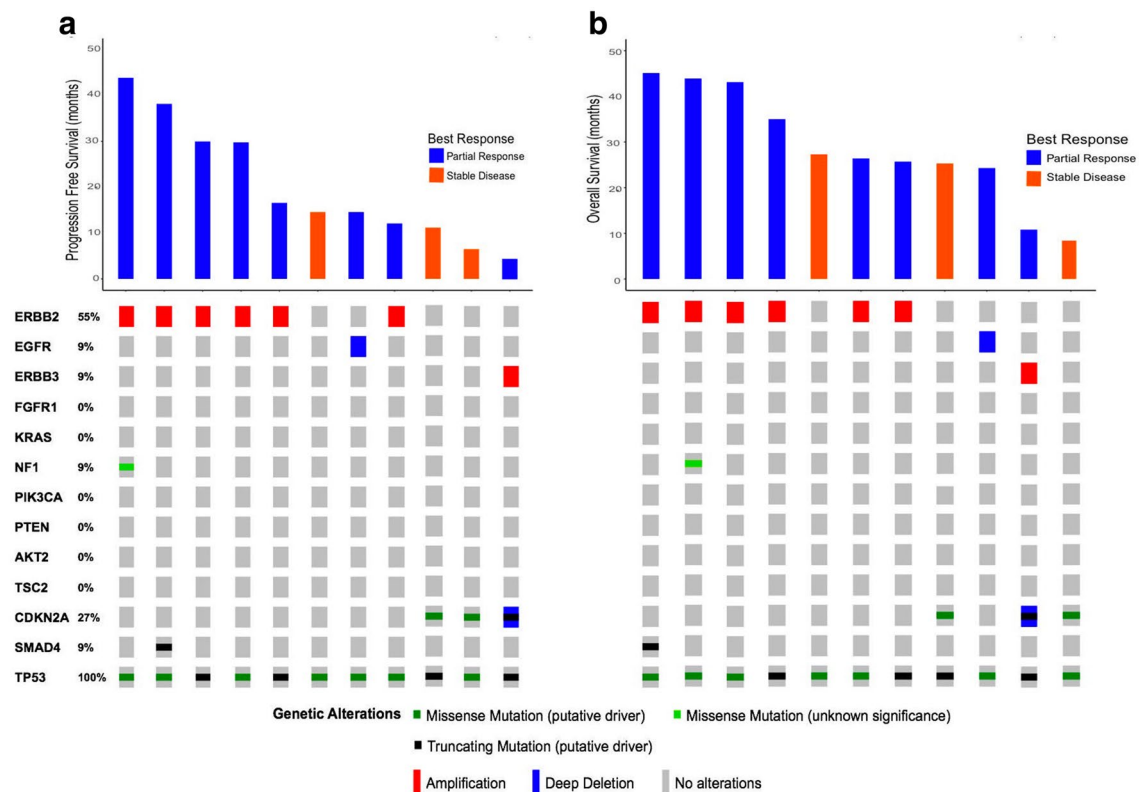 a
b
Progression Free Survival (months)
50
40
30
20
10
0
Best Response
Partial Response
Stable Disease
Overall Survival (months)
50
40
30
20
10
0
Best Response
Partial Response
Stable Disease
ERBB2 55%
EGFR 9%
ERBB3 9%
FGFR1 0%
KRAS 0%
NF1 9%
PIK3CA 0%
PTEN 0%
AKT2 0%
TSC2 0%
CDKN2A 27%
SMAD4 9%
TP53 100%
Genetic Alterations Missense Mutation (putative driver) Missense Mutation (unknown significance)
Truncating Mutation (putative driver)
Amplification Deep Deletion No alterations